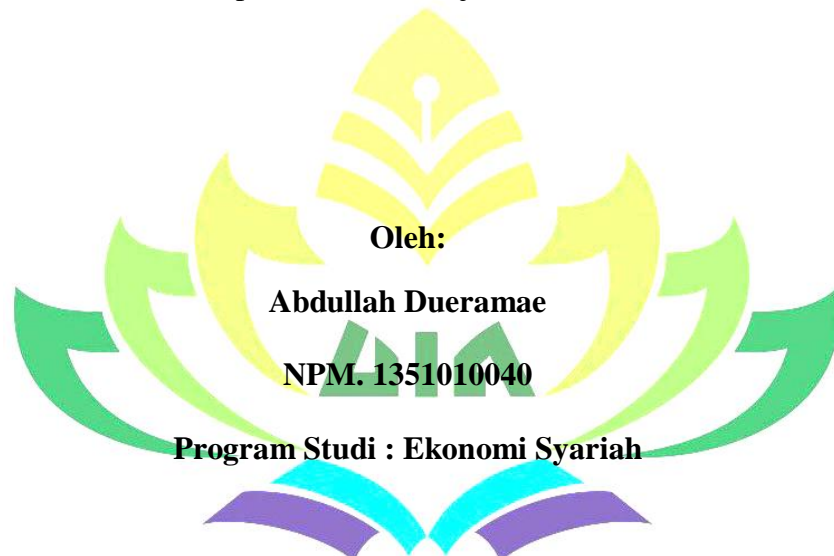 Oleh:
Abdullah Dueramae
NPM. 1351010040
Program Studi : Ekonomi Syariah